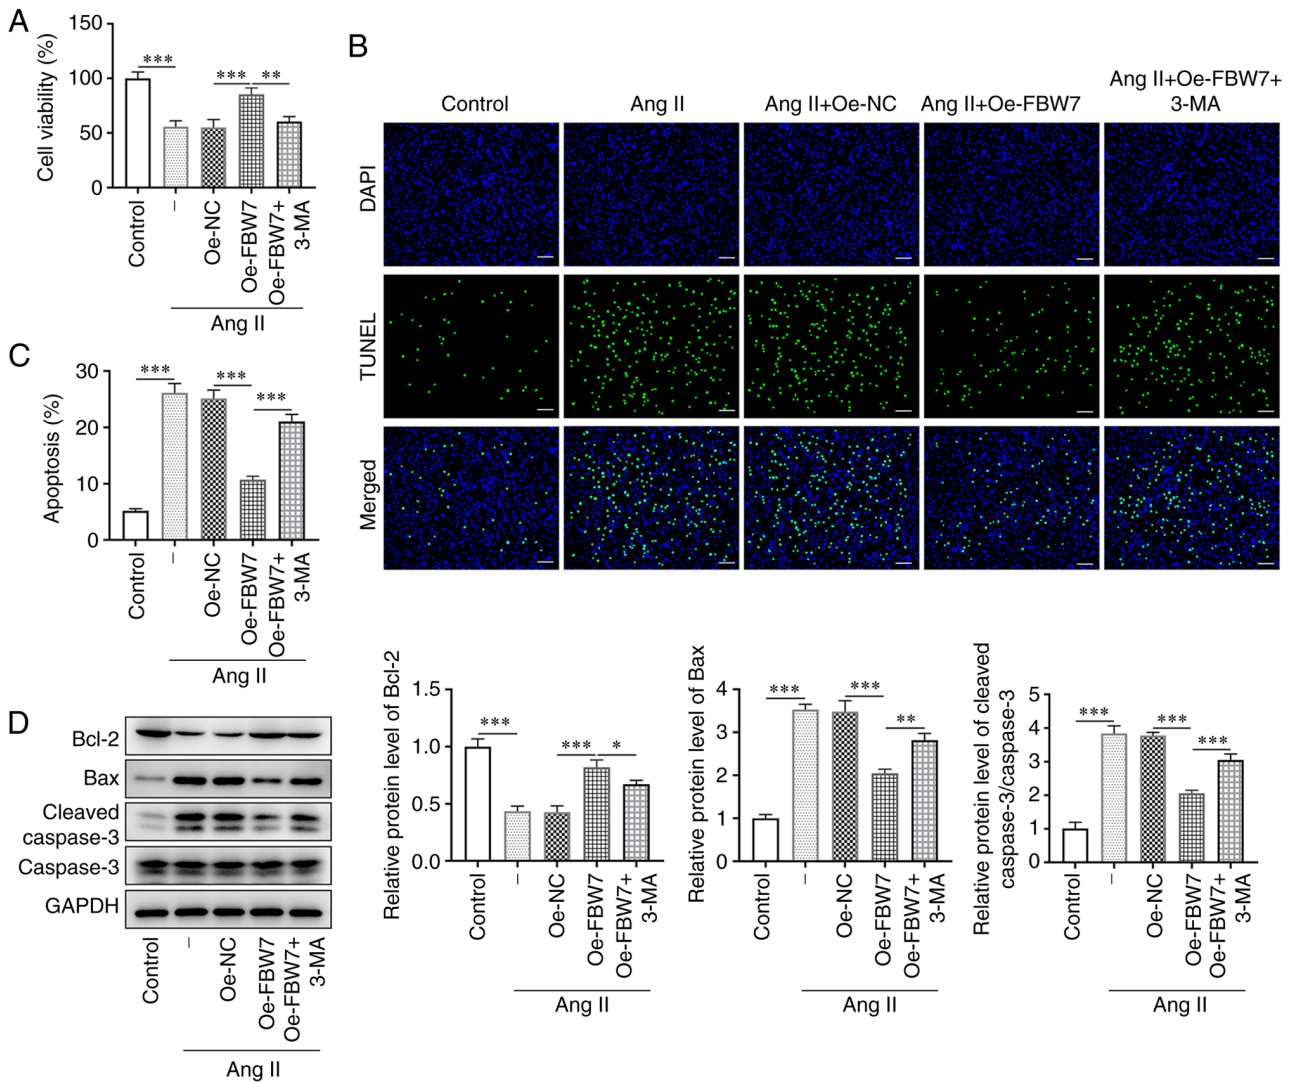 A
Cell viability (%)
150
100
50
0
***
***
**
Control
–
Oe-NC
Oe-FBW7
Oe-FBW7+
3-MA
Ang II
B
Control
Ang II
Ang II+Oe-NC
Ang II+Oe-FBW7
Ang II+Oe-FBW7+
3-MA
DAPI
TUNEL
Merged
C
Apoptosis (%)
30
20
10
0
***
***
***
Control
–
Oe-NC
Oe-FBW7
Oe-FBW7+
3-MA
Ang II
D
Bcl-2
Bax
Cleaved
caspase-3
Caspase-3
GAPDH
Control
–
Oe-NC
Oe-FBW7
Oe-FBW7+
3-MA
Ang II
Relative protein level of Bcl-2
1.5
1.0
0.5
0.0
***
***
*
Control
–
Oe-NC
Oe-FBW7
Oe-FBW7+
3-MA
Ang II
Relative protein level of Bax
4
3
2
1
0
***
***
**
Control
–
Oe-NC
Oe-FBW7
Oe-FBW7+
3-MA
Ang II
Relative protein level of cleaved
caspase-3/caspase-3
5
4
3
2
1
0
***
***
***
Control
–
Oe-NC
Oe-FBW7
Oe-FBW7+
3-MA
Ang II